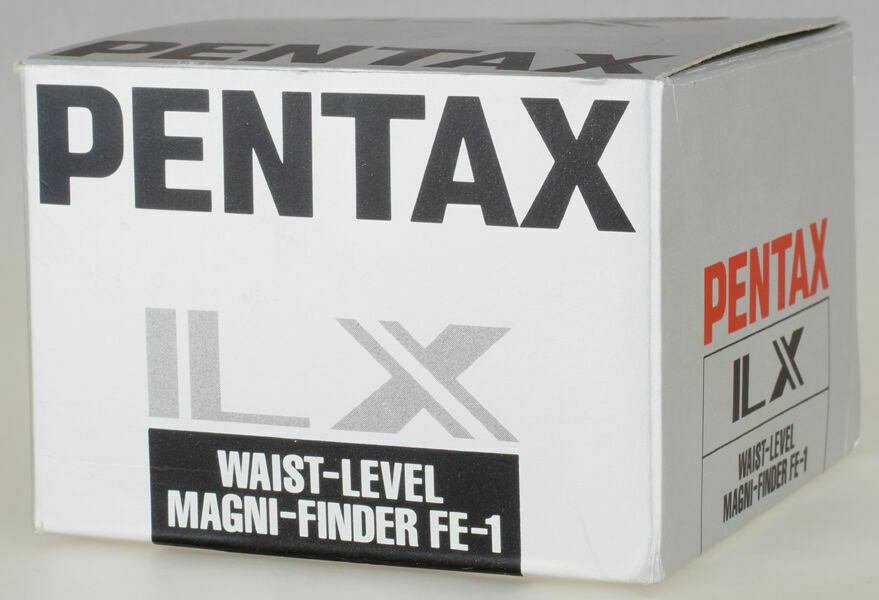 PENTAX
PENTAX
LX
WAIST-LEVEL
MAGNI-FINDER FE-1
PENTAX
LX
WAIST-LEVEL
MAGNI-FINDER FE-1